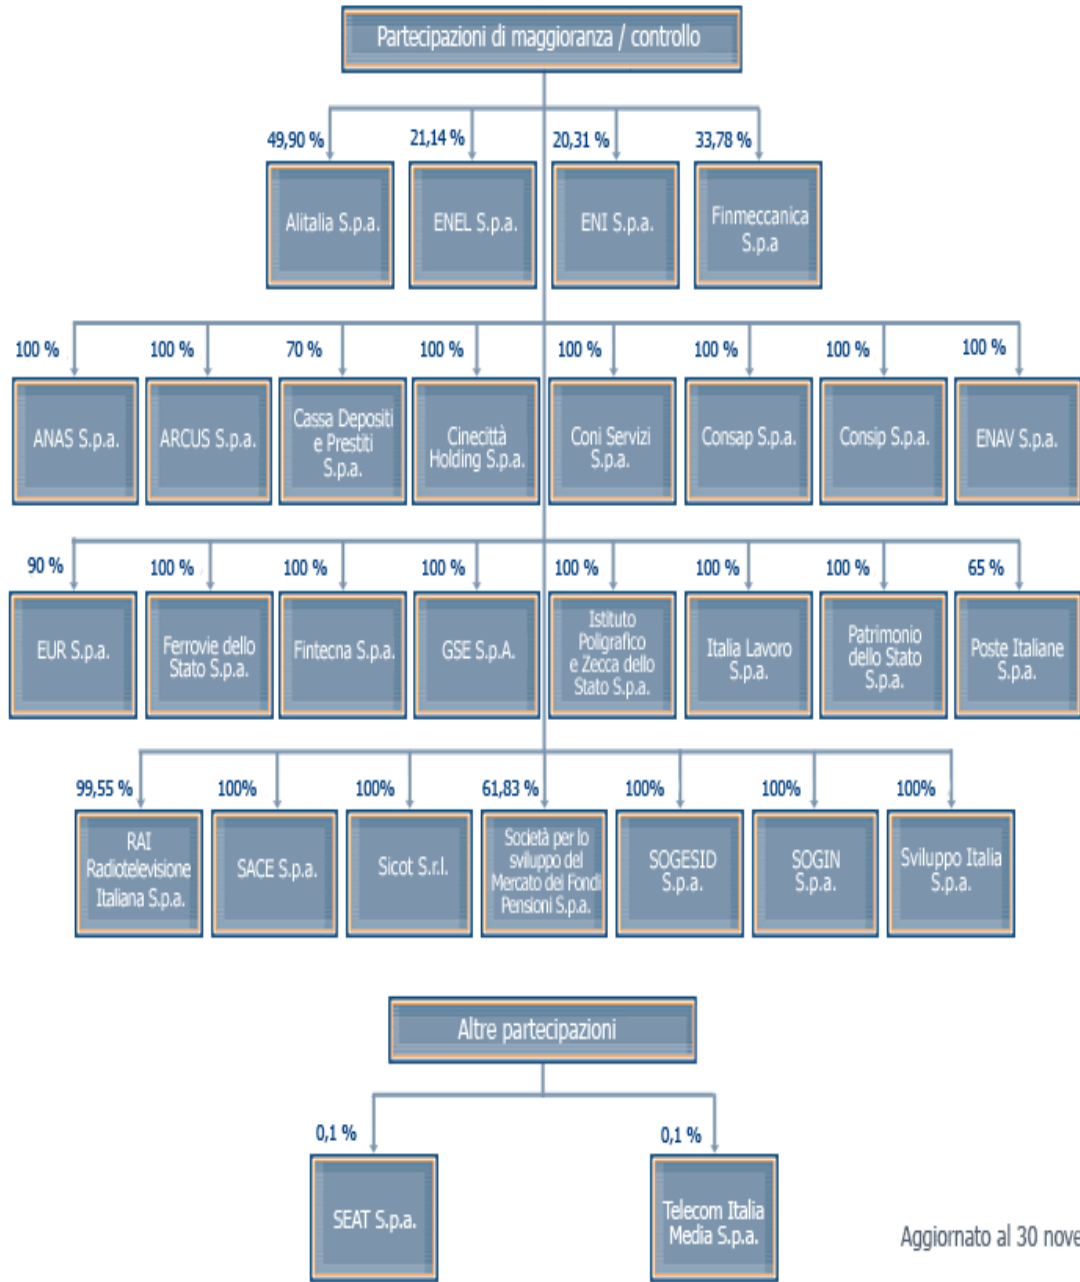 Partecipazioni di maggioranza / controllo
49,90 %
21,14 %
20,31 %
33,78 %
Alitalia S.p.a.
ENEL S.p.a.
ENI S.p.a.
Finmeccanica
S.p.a
100 %
100 %
70 %
100 %
100 %
100 %
100 %
100 %
ANAS S.p.a.
ARCUS S.p.a.
Cassa Depositi
e Prestiti
S.p.a.
Cinecittà
Holding S.p.a.
Coni Servizi
S.p.a.
Consap S.p.a.
Consip S.p.a.
ENAV S.p.a.
90 %
100 %
100 %
100 %
100 %
100 %
100 %
65 %
EUR S.p.a.
Ferrovie dello
Stato S.p.a.
Fintecna S.p.a.
GSE S.p.A.
Istituto
Poligrafico
e Zecca dello
Stato S.p.a.
Italia Lavoro
S.p.a.
Patrimonio
dello Stato
S.p.a.
Poste Italiane
S.p.a.
99,55 %
100%
100%
61,83 %
100%
100%
100%
RAI
Radiotelevisione
Italiana S.p.a.
SACE S.p.a.
Sicot S.r.l.
Società per lo
sviluppo del
Mercato dei Fondi
Pensioni S.p.a.
SOGESID
S.p.a.
SOGIN
S.p.a.
Sviluppo Italia
S.p.a.
Altre partecipazioni
0,1 %
0,1 %
SEAT S.p.a.
Telecom Italia
Media S.p.a.
Aggiornato al 30 nove